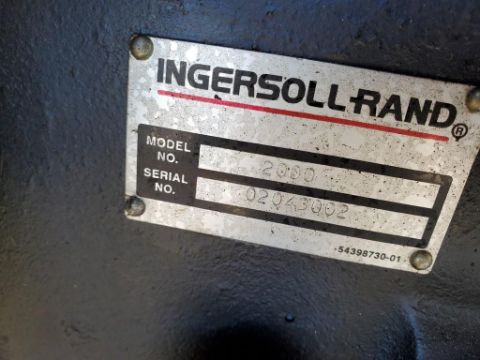 INGERSOLL-RAND®
MODEL NO. 2000
SERIAL NO. 02043002
54398730-01